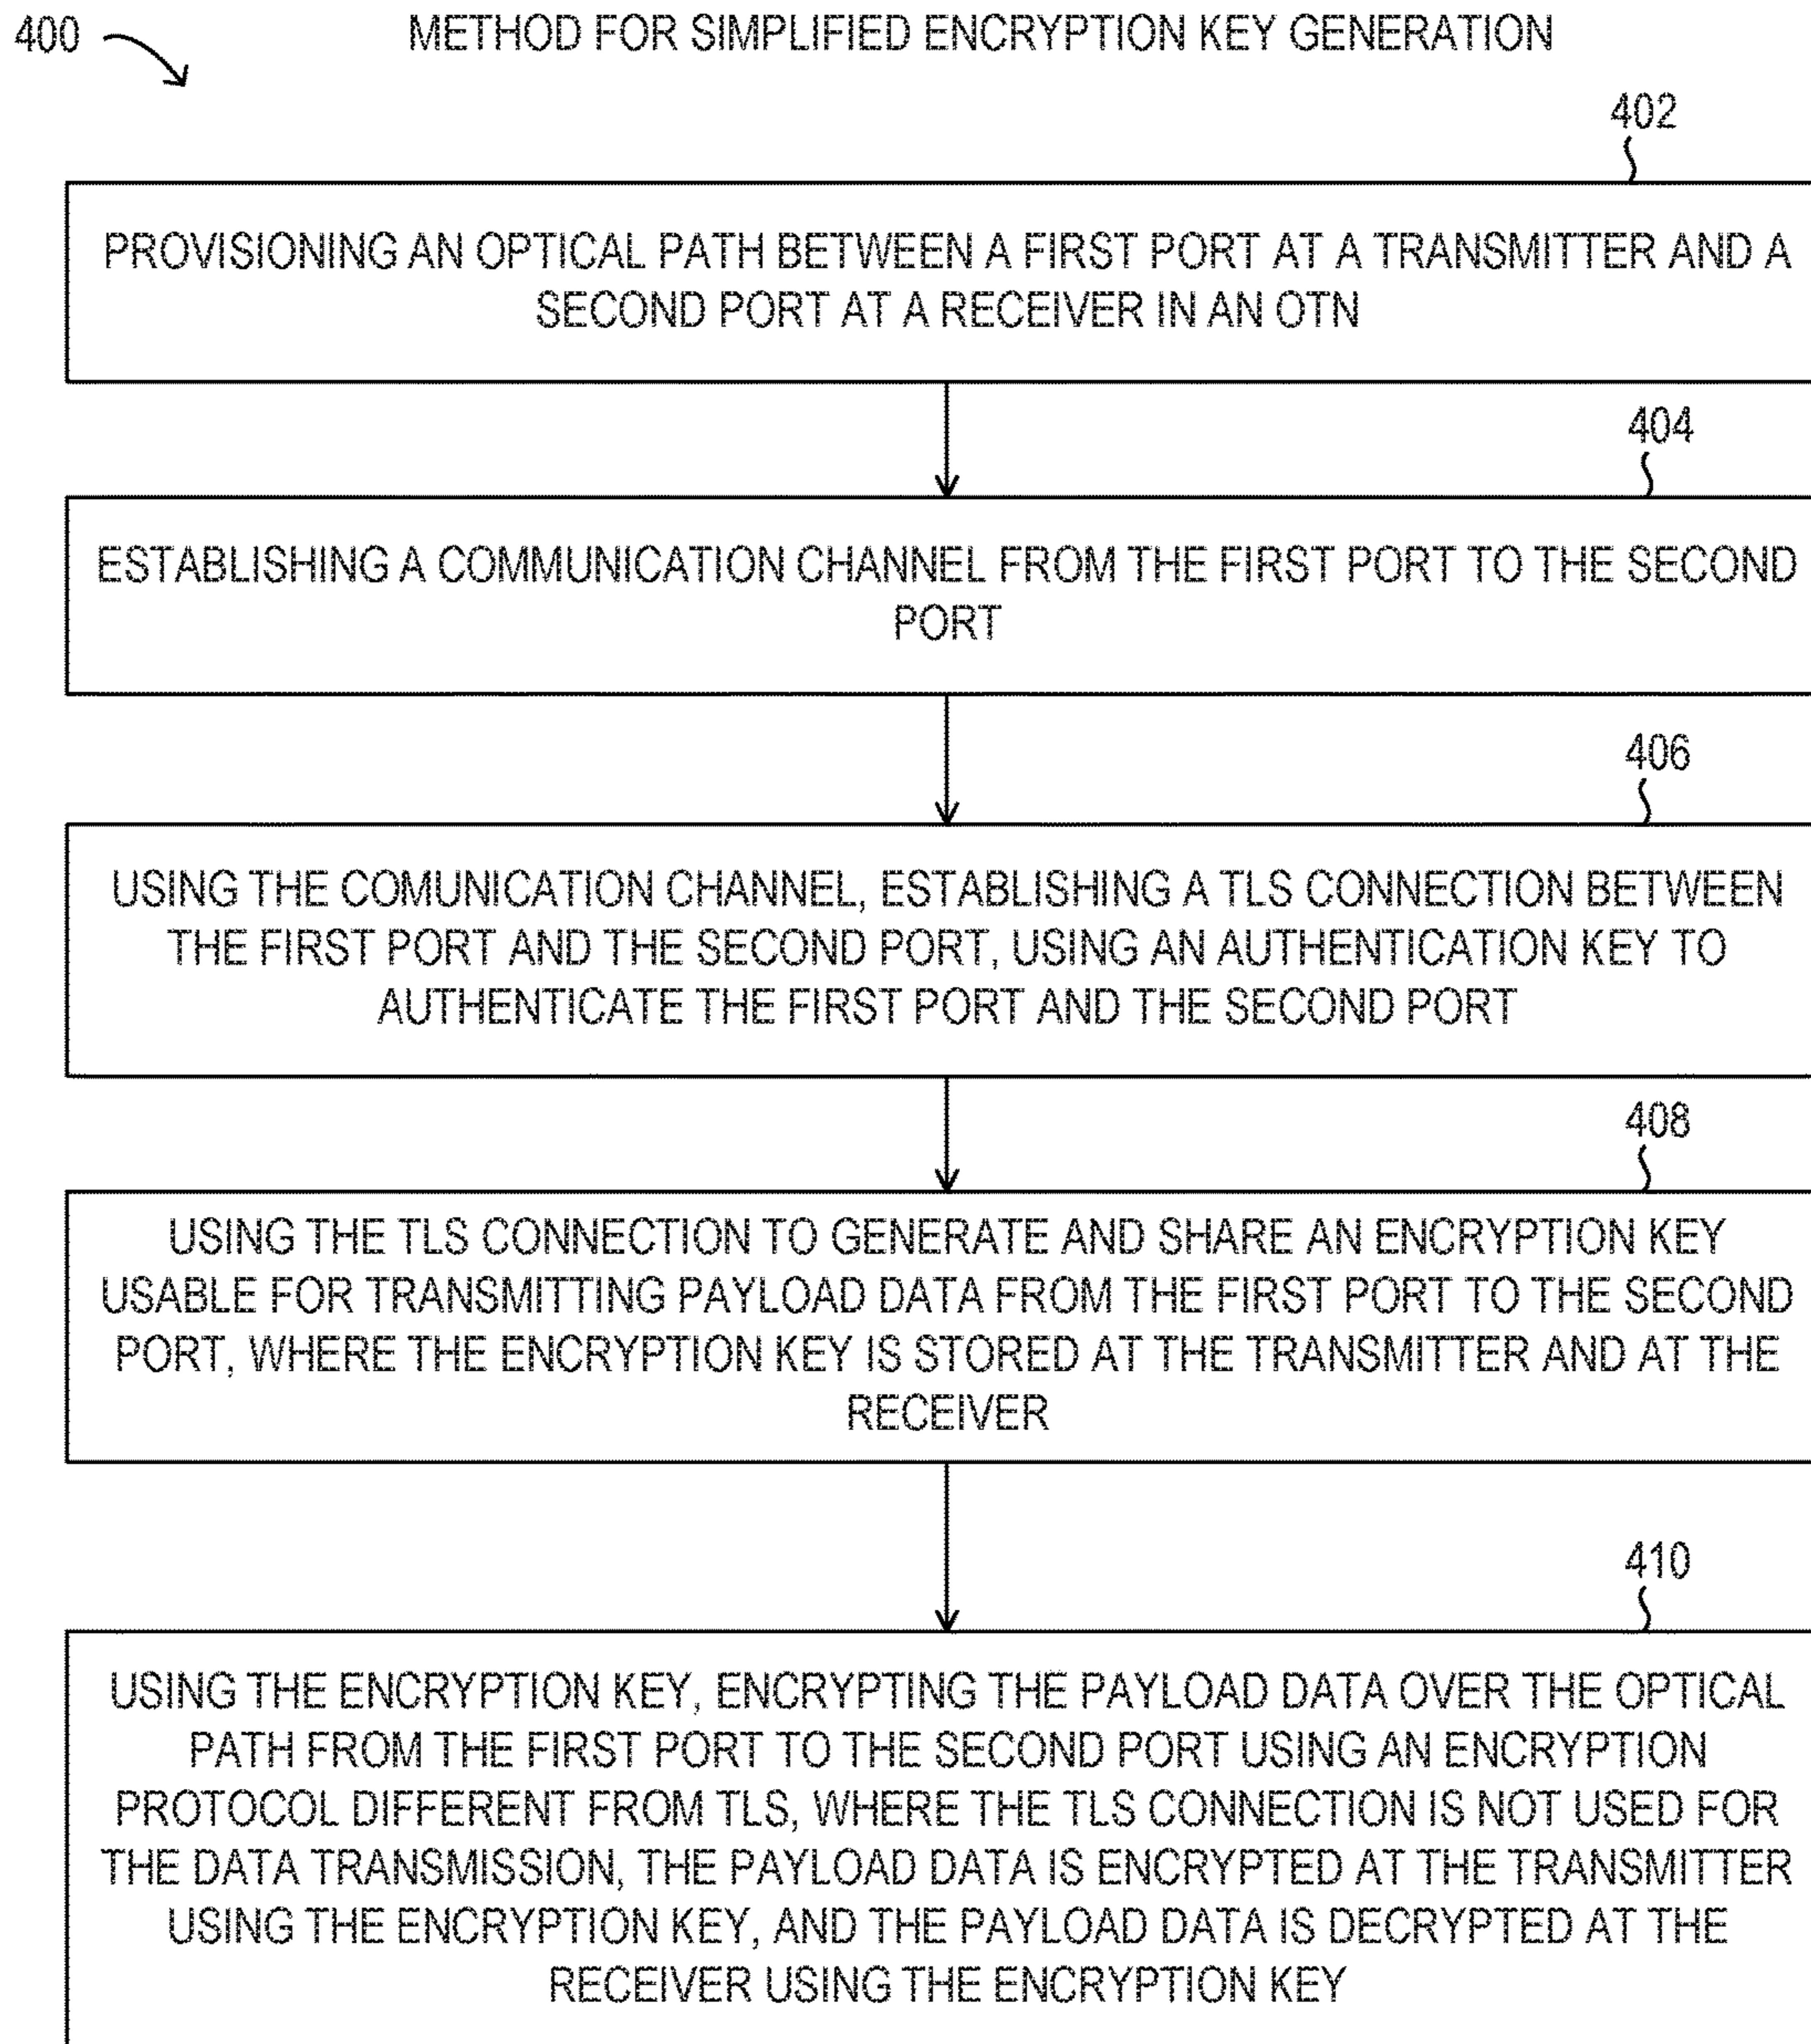 400
METHOD FOR SIMPLIFIED ENCRYPTION KEY GENERATION
402
PROVISIONING AN OPTICAL PATH BETWEEN A FIRST PORT AT A TRANSMITTER AND A
SECOND PORT AT A RECEIVER IN AN OTN
404
ESTABLISHING A COMMUNICATION CHANNEL FROM THE FIRST PORT TO THE SECOND
PORT
406
USING THE COMUNICATION CHANNEL, ESTABLISHING A TLS CONNECTION BETWEEN
THE FIRST PORT AND THE SECOND PORT, USING AN AUTHENTICATION KEY TO
AUTHENTICATE THE FIRST PORT AND THE SECOND PORT
408
USING THE TLS CONNECTION TO GENERATE AND SHARE AN ENCRYPTION KEY
USABLE FOR TRANSMITTING PAYLOAD DATA FROM THE FIRST PORT TO THE SECOND
PORT, WHERE THE ENCRYPTION KEY IS STORED AT THE TRANSMITTER AND AT THE
RECEIVER
410
USING THE ENCRYPTION KEY, ENCRYPTING THE PAYLOAD DATA OVER THE OPTICAL
PATH FROM THE FIRST PORT TO THE SECOND PORT USING AN ENCRYPTION
PROTOCOL DIFFERENT FROM TLS, WHERE THE TLS CONNECTION IS NOT USED FOR
THE DATA TRANSMISSION, THE PAYLOAD DATA IS ENCRYPTED AT THE TRANSMITTER
USING THE ENCRYPTION KEY, AND THE PAYLOAD DATA IS DECRYPTED AT THE
RECEIVER USING THE ENCRYPTION KEY